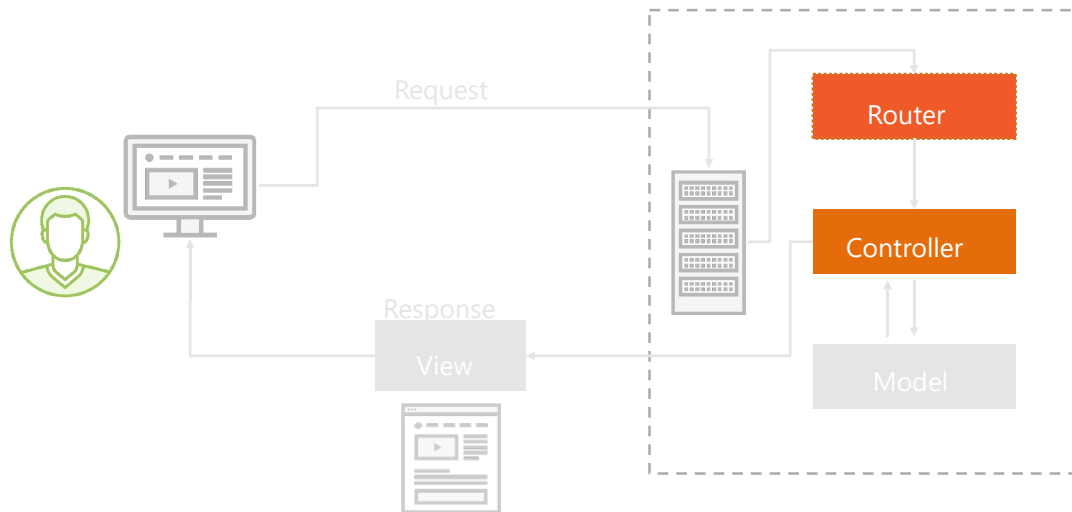 Request
Router
Controller
Response
View
Model